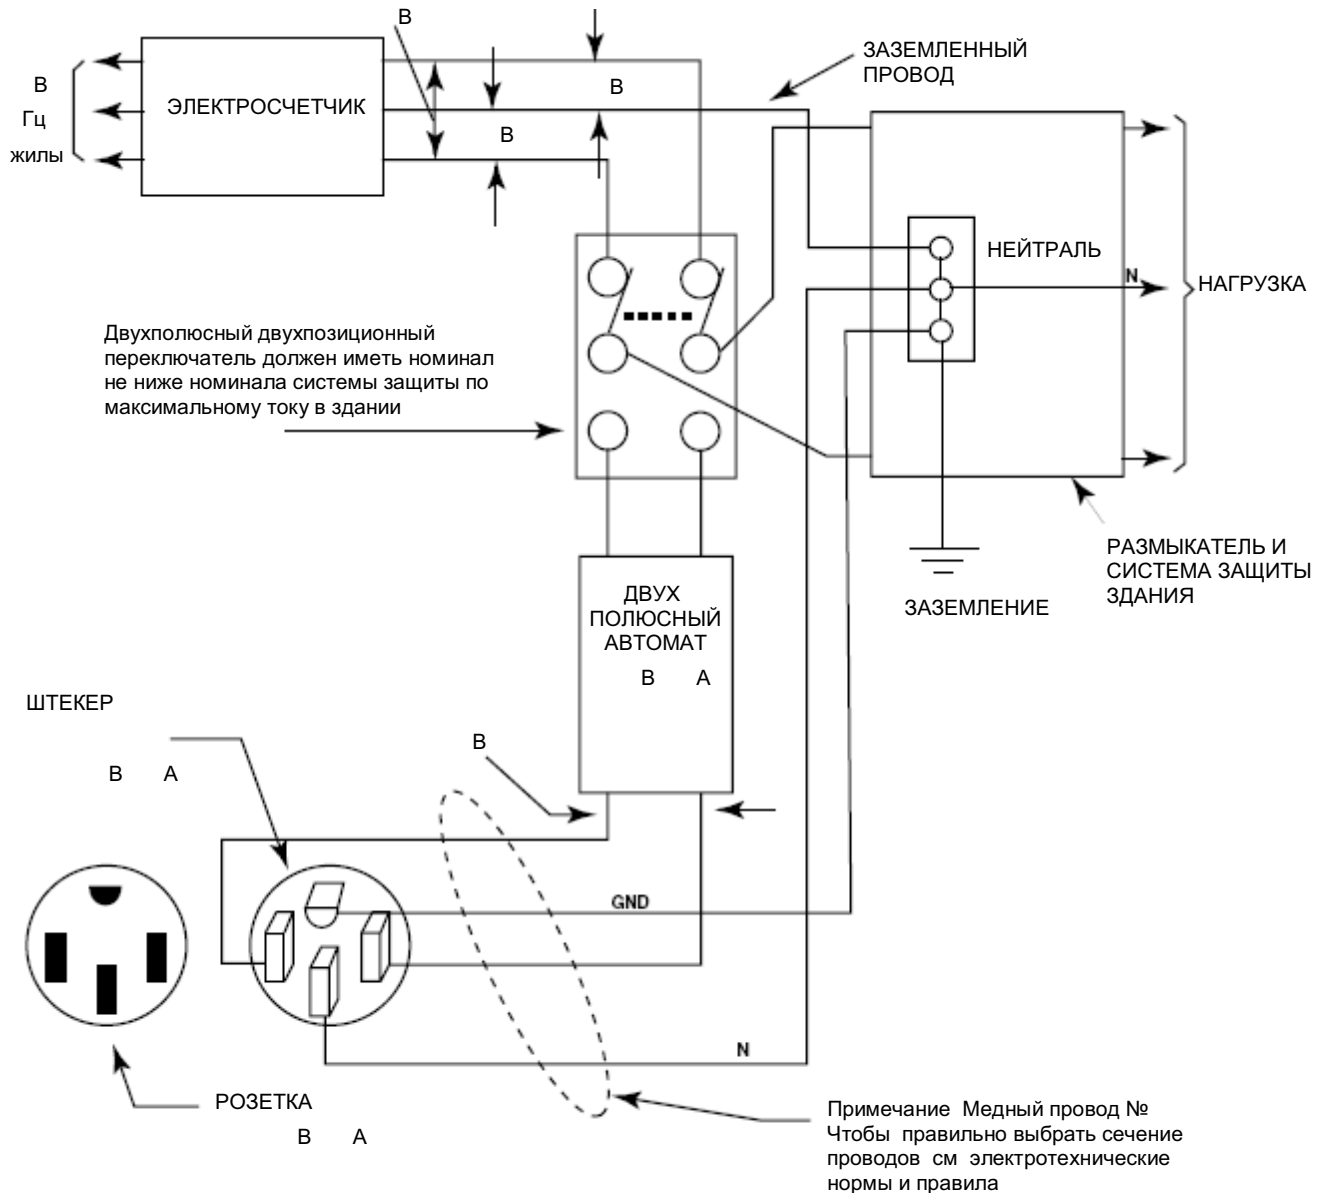 В
ЗАЗЕМЛЕННЫЙ
ПРОВОД
В
Гц
жилы
ЭЛЕКТРОСЧЕТЧИК
В
В
НЕЙТРАЛЬ
N
НАГРУЗКА
Двухполюсный двухпозиционный
переключатель должен иметь номинал
не ниже номинала системы защиты по
максимальному току в здании
РАЗМЫКАТЕЛЬ И
СИСТЕМА ЗАЩИТЫ
ЗДАНИЯ
ЗАЗЕМЛЕНИЕ
ДВУХ
ПОЛЮСНЫЙ
АВТОМАТ
В А
ШТЕКЕР
В А
В
GND
N
РОЗЕТКА
В А
Примечание Медный провод №
Чтобы правильно выбрать сечение
проводов см электротехнические
нормы и правила